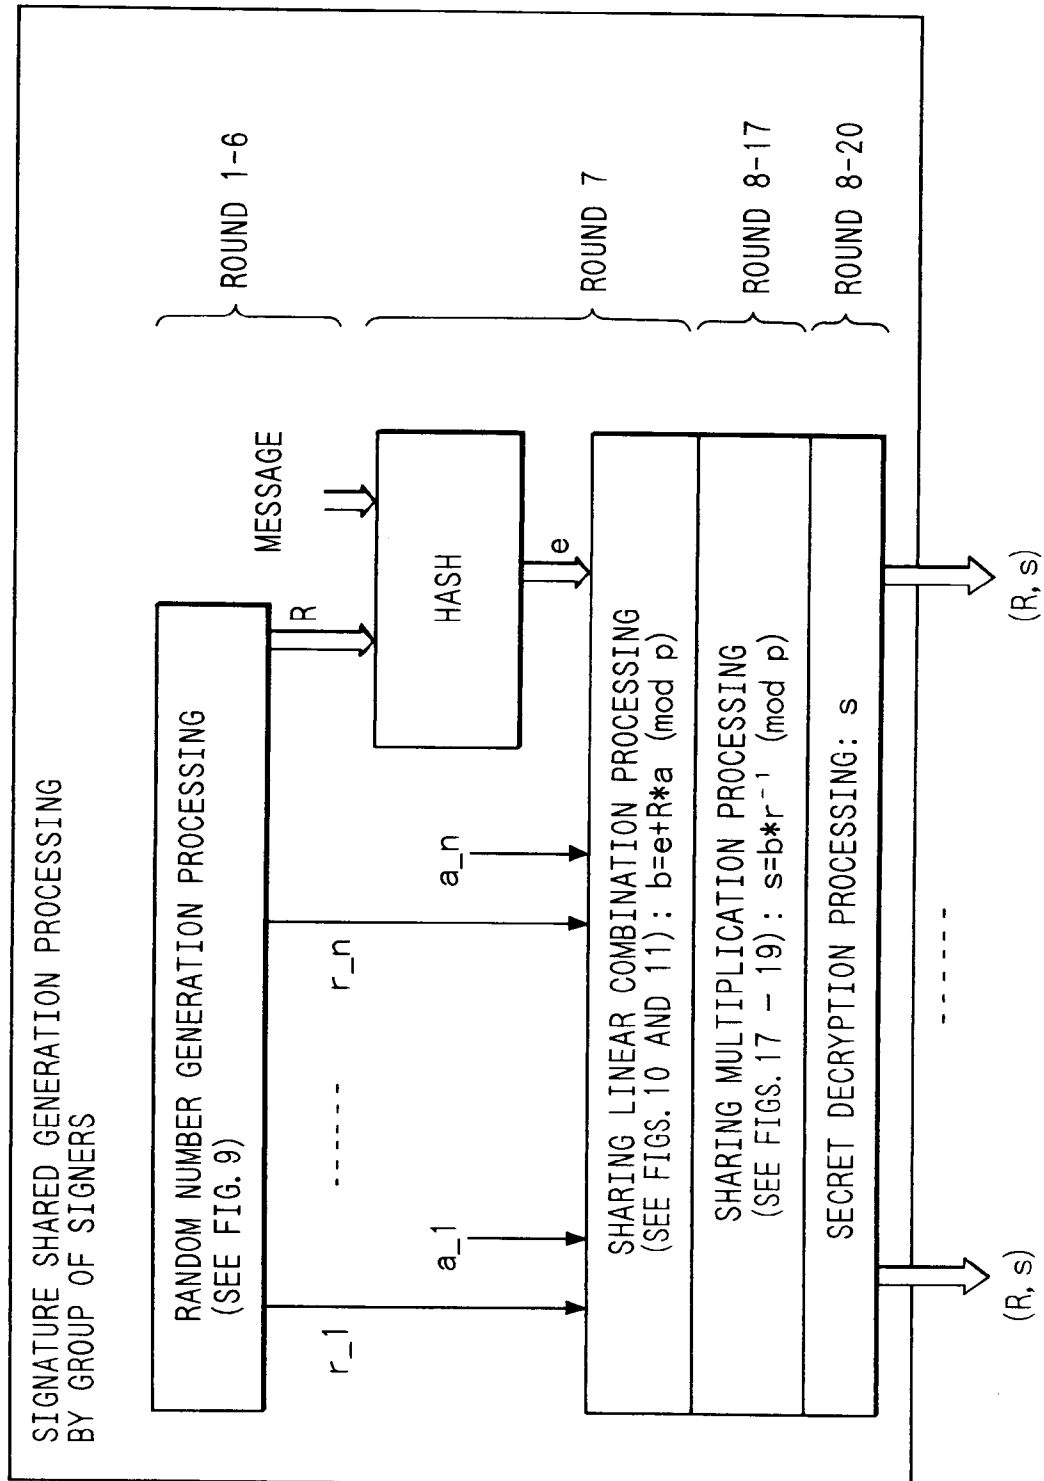 SIGNATURE SHARED GENERATION PROCESSING
BY GROUP OF SIGNERS
RANDOM NUMBER GENERATION PROCESSING
(SEE FIG. 9)
ROUND 1-6
MESSAGE
R
HASH
e
r_1
a_1
r_n
a_n
ROUND 7
SHARING LINEAR COMBINATION PROCESSING
(SEE FIGS. 10 AND 11): b=e+R*a (mod p)
SHARING MULTIPLICATION PROCESSING
(SEE FIGS. 17 - 19): s=b*r⁻¹ (mod p)
ROUND 8-17
SECRET DECRYPTION PROCESSING: s
ROUND 8-20
(R, s)
(R, s)